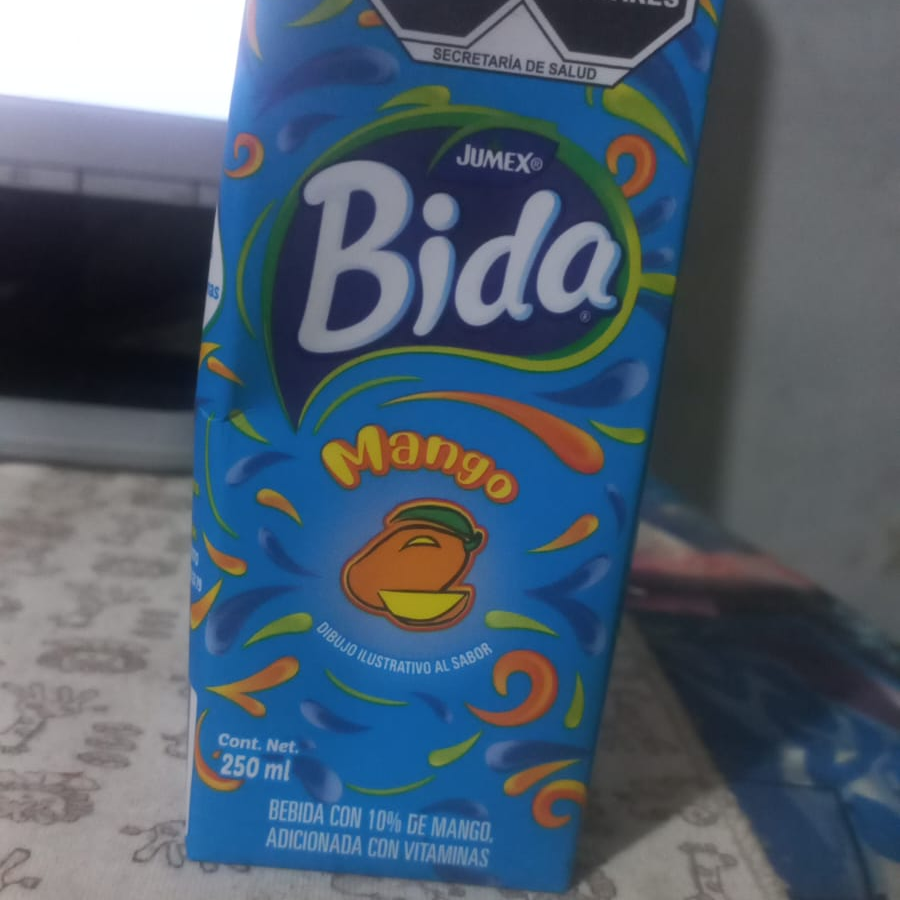 SECRETARÍA DE SALUD
JUMEX®
Bida®
Mango
DIBUJO ILUSTRATIVO AL SABOR
Cont. Net.
250 ml
BEBIDA CON 10% DE MANGO,
ADICIONADA CON VITAMINAS